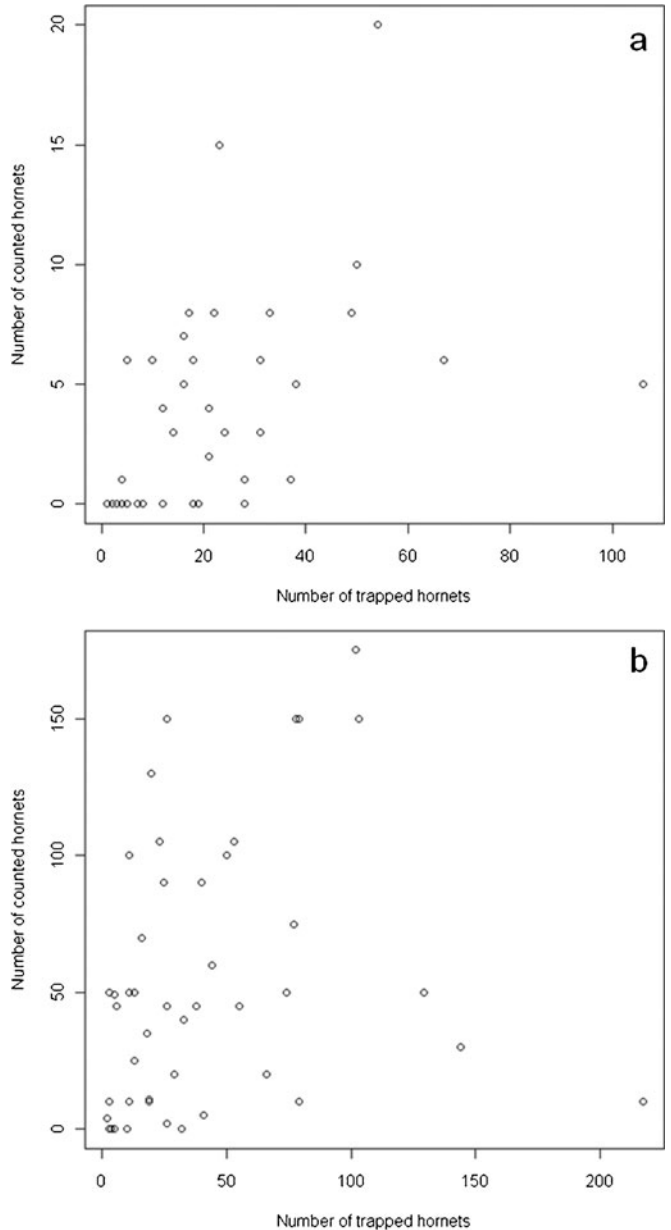 a
20
15
10
5
0
Number of counted hornets
0 20 40 60 80 100
Number of trapped hornets
b
150
100
50
0
Number of counted hornets
0 50 100 150 200
Number of trapped hornets